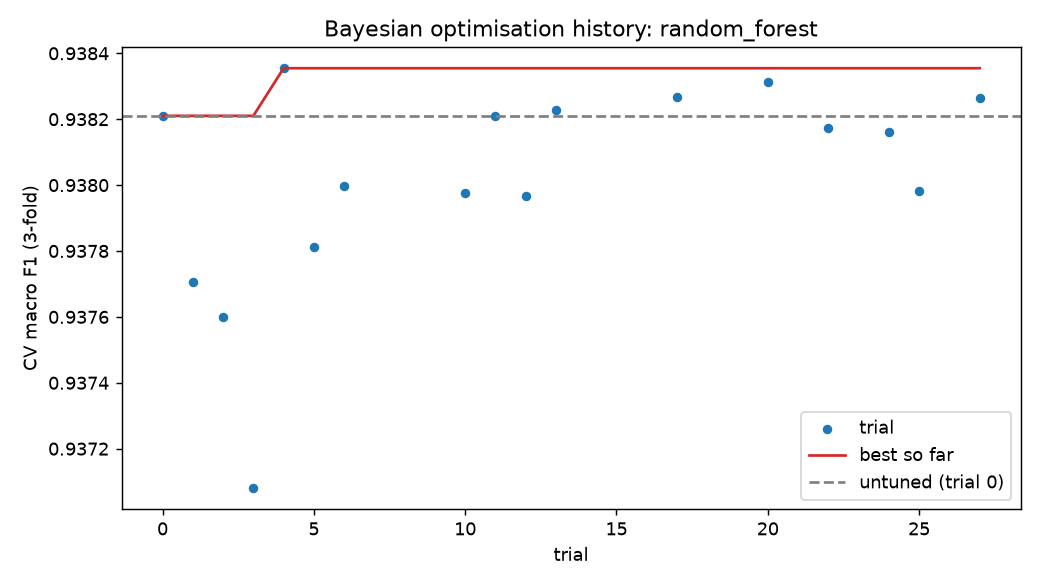 Bayesian optimisation history: random_forest
CV macro F1 (3-fold)
0.9384
0.9382
0.9380
0.9378
0.9376
0.9374
0.9372
trial
best so far
untuned (trial 0)
0 5 10 15 20 25
trial